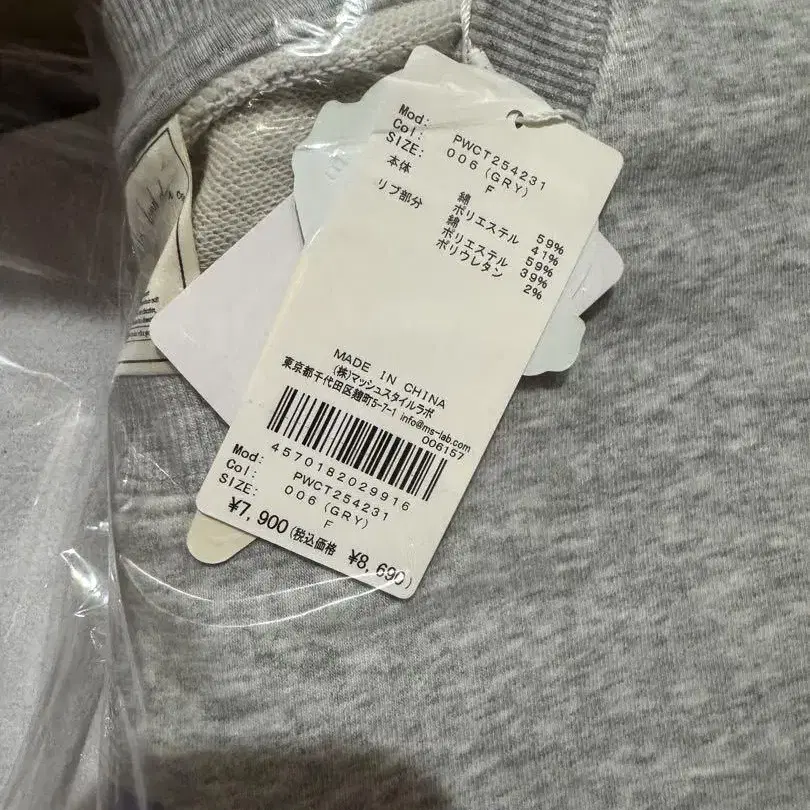 Mod: PWCT254231
Col: 006(GRY)
SIZE: F
本体 綿 59%
ポリエステル 41%
リブ部分 綿 59%
ポリエステル 39%
ポリウレタン 2%
MADE IN CHINA
(株)マッシュスタイルラボ
東京都千代田区麹町5-7-1 info@ms-lab.com
006157
4570182029916
Mod: PWCT254231
Col: 006(GRY)
SIZE: F
¥7,900(税込価格 ¥8,690)